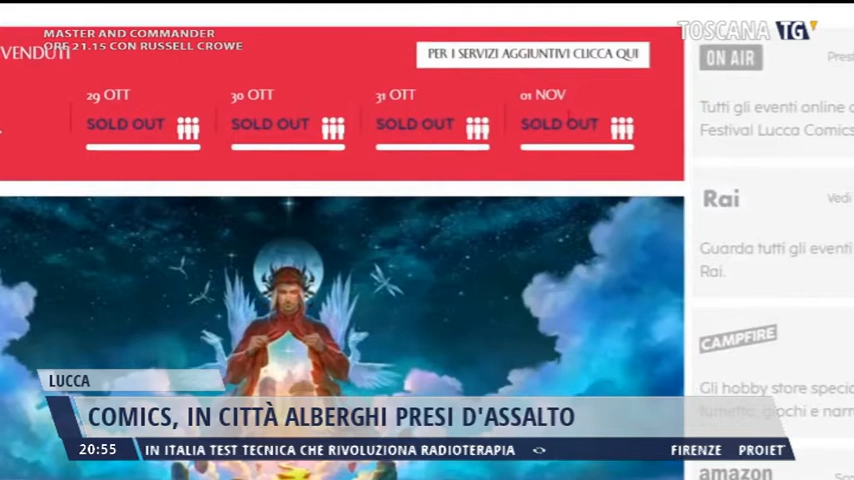 MASTER AND COMMANDER
ORE 21.15 CON RUSSELL CROWE
TOSCANA TG
VENDUTI
PER I SERVIZI AGGIUNTIVI CLICCA QUI
29 OTT
30 OTT
31 OTT
01 NOV
SOLD OUT
SOLD OUT
SOLD OUT
SOLD OUT
ON AIR
Tutti gli eventi online
Festival Lucca Comics
Rai
Vedi
Guarda tutti gli eventi
Rai.
CAMPFIRE
Gli hobby store
fumetto, giochi e
amazon
LUCCA
COMICS, IN CITTÀ ALBERGHI PRESI D'ASSALTO
20:55
IN ITALIA TEST TECNICA CHE RIVOLUZIONA RADIOTERAPIA
FIRENZE PROIET